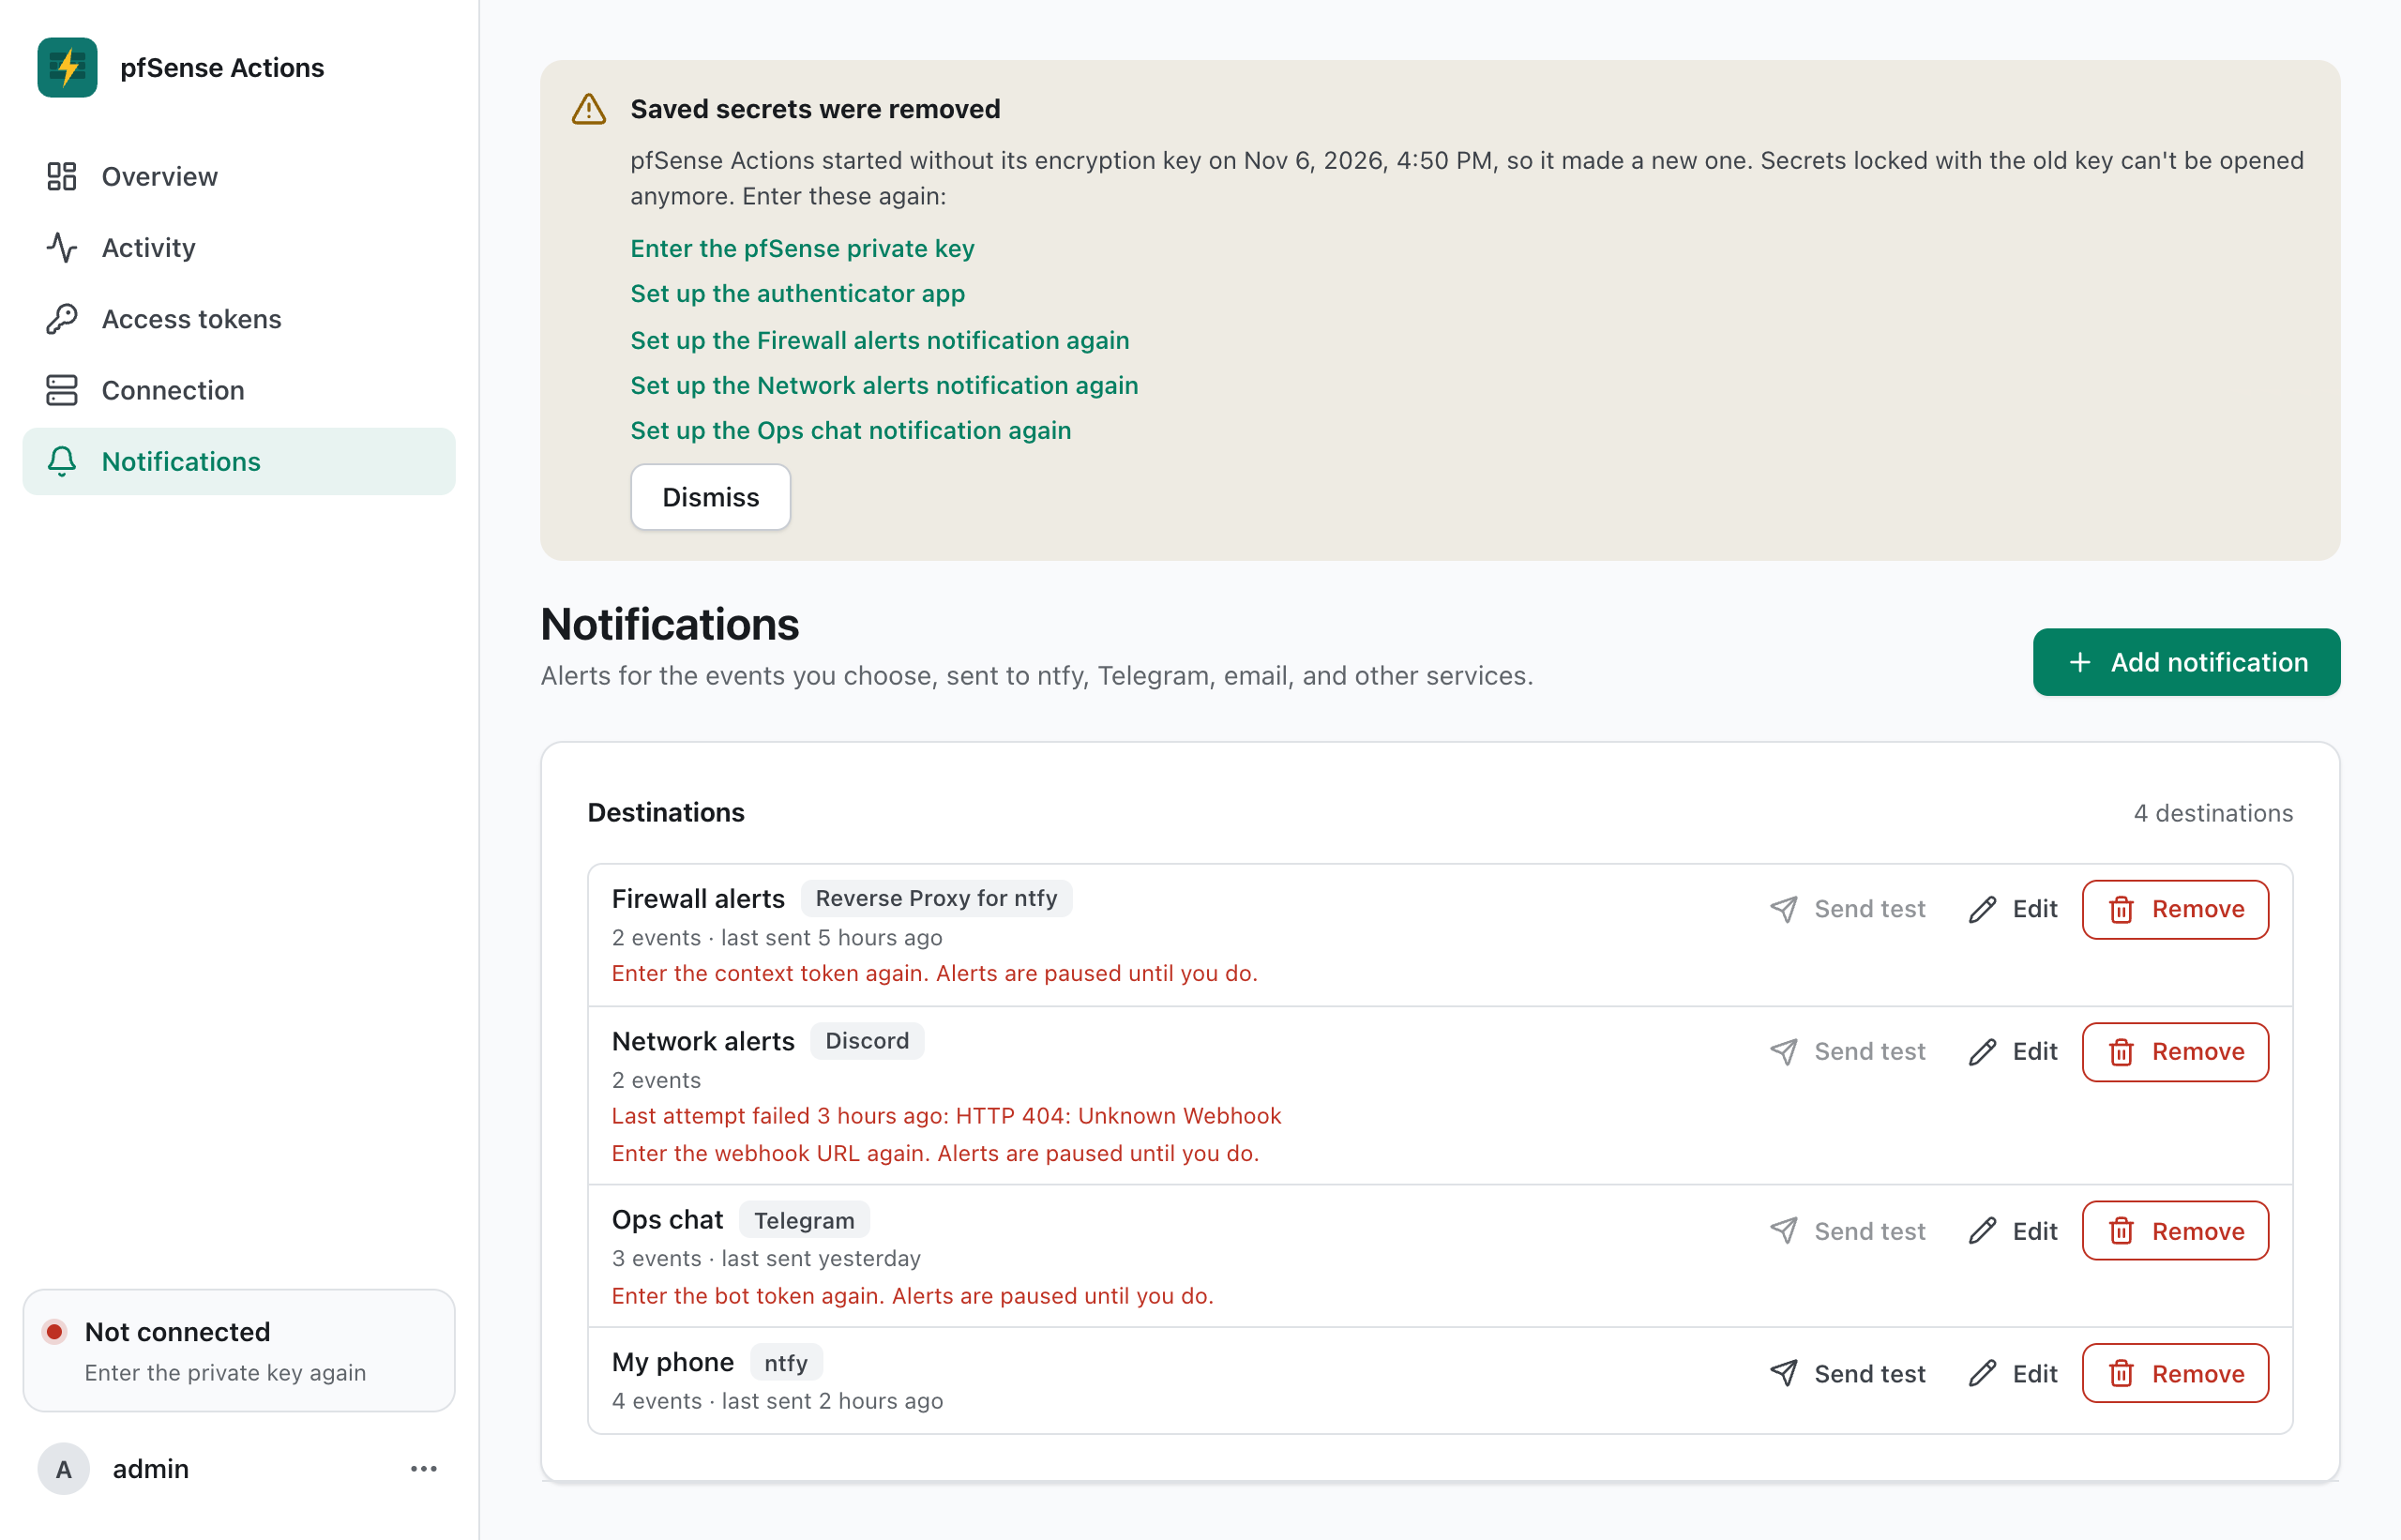 pfSense Actions
Overview
Activity
Access tokens
Connection
Notifications
Not connected
Enter the private key again
A
admin
Saved secrets were removed
pfSense Actions started without its encryption key on Nov 6, 2026, 4:50 PM, so it made a new one. Secrets locked with the old key can't be opened
anymore. Enter these again:
Enter the pfSense private key
Set up the authenticator app
Set up the Firewall alerts notification again
Set up the Network alerts notification again
Set up the Ops chat notification again
Dismiss
Notifications
Alerts for the events you choose, sent to ntfy, Telegram, email, and other services.
Add notification
Destinations
4 destinations
Firewall alerts Reverse Proxy for ntfy
2 events · last sent 5 hours ago
Enter the context token again. Alerts are paused until you do.
Send test Edit Remove
Network alerts Discord
2 events
Last attempt failed 3 hours ago: HTTP 404: Unknown Webhook
Enter the webhook URL again. Alerts are paused until you do.
Send test Edit Remove
Ops chat Telegram
3 events · last sent yesterday
Enter the bot token again. Alerts are paused until you do.
Send test Edit Remove
My phone ntfy
4 events · last sent 2 hours ago
Send test Edit Remove